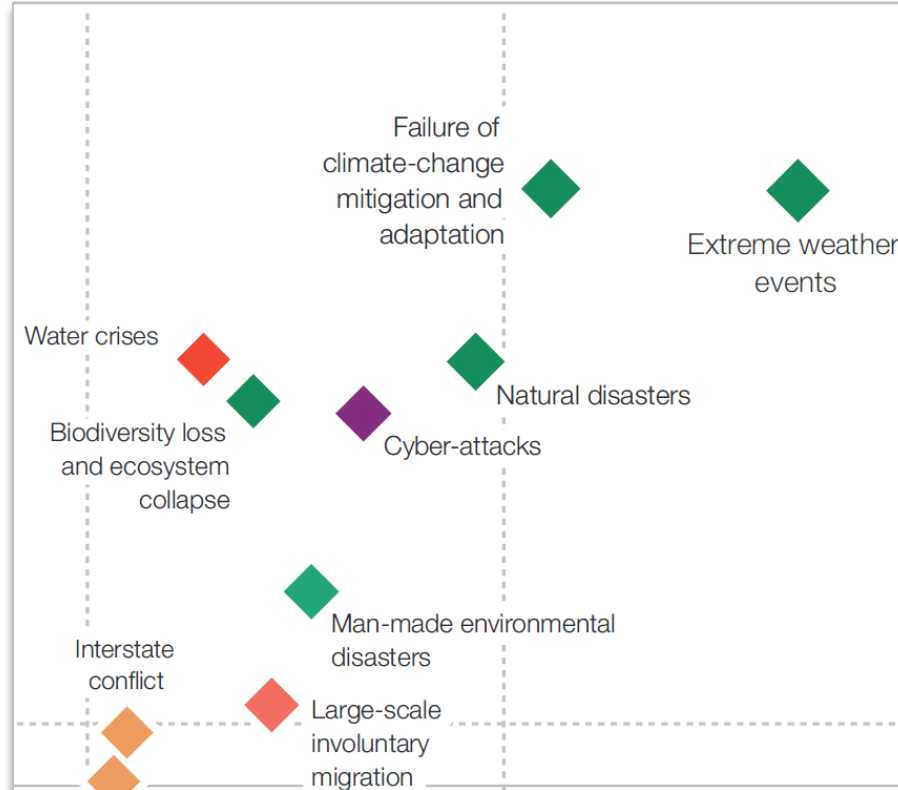 Failure of
climate-change
mitigation and
adaptation
Extreme weather
events
Water crises
Natural disasters
Biodiversity loss
and ecosystem
collapse
Cyber-attacks
Man-made environmental
disasters
Interstate
conflict
Large-scale
involuntary
migration